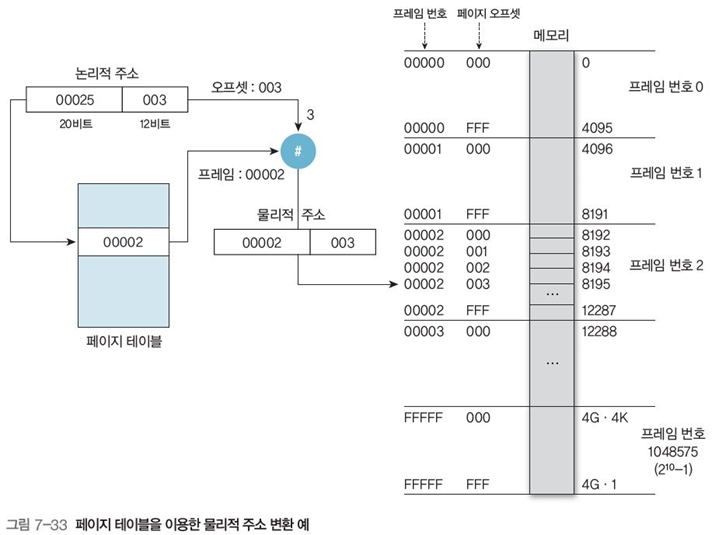 논리적 주소
00025 003
20비트 12비트
오프셋 : 003
3
#
프레임 : 00002
00002
페이지 테이블
물리적 주소
00002 003
프레임 번호 페이지 오프셋
메모리
00000 000 0
프레임 번호 0
00000 FFF 4095
00001 000 4096
프레임 번호 1
00001 FFF 8191
00002 000 8192
00002 001 8193
00002 002 8194
프레임 번호 2
00002 003 8195
...
00002 FFF 12287
00003 000 12288
...
FFFFF 000 4G · 4K
프레임 번호
1048575
(2¹⁰–1)
FFFFF FFF 4G · 1
그림 7–33 페이지 테이블을 이용한 물리적 주소 변환 예